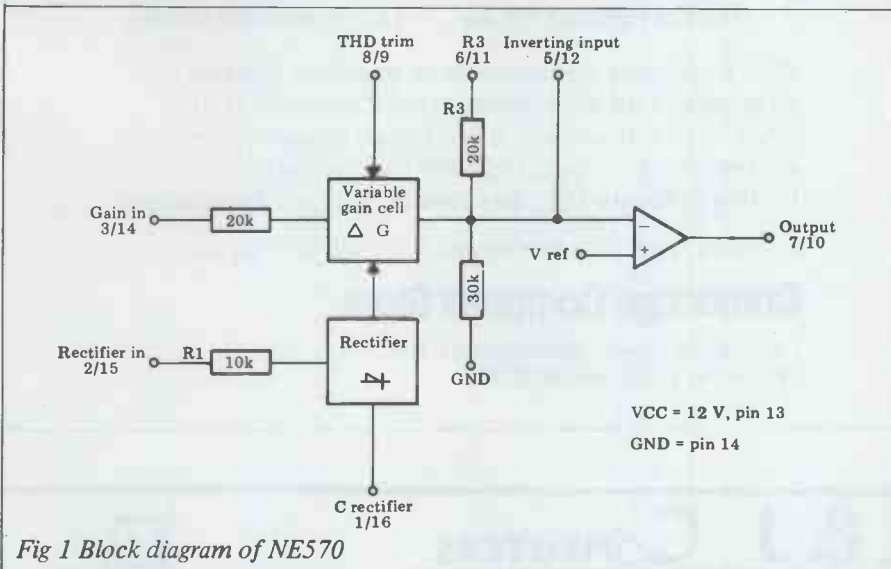 THD trim
8/9
R3
6/11
Inverting input
5/12
R3
20k
Variable
gain cell
Δ G
Gain in
3/14
20k
−
+
Output
7/10
V ref
30k
Rectifier
Rectifier in
2/15
R1
10k
GND
VCC = 12 V, pin 13
GND = pin 14
C rectifier
1/16
Fig 1 Block diagram of NE570